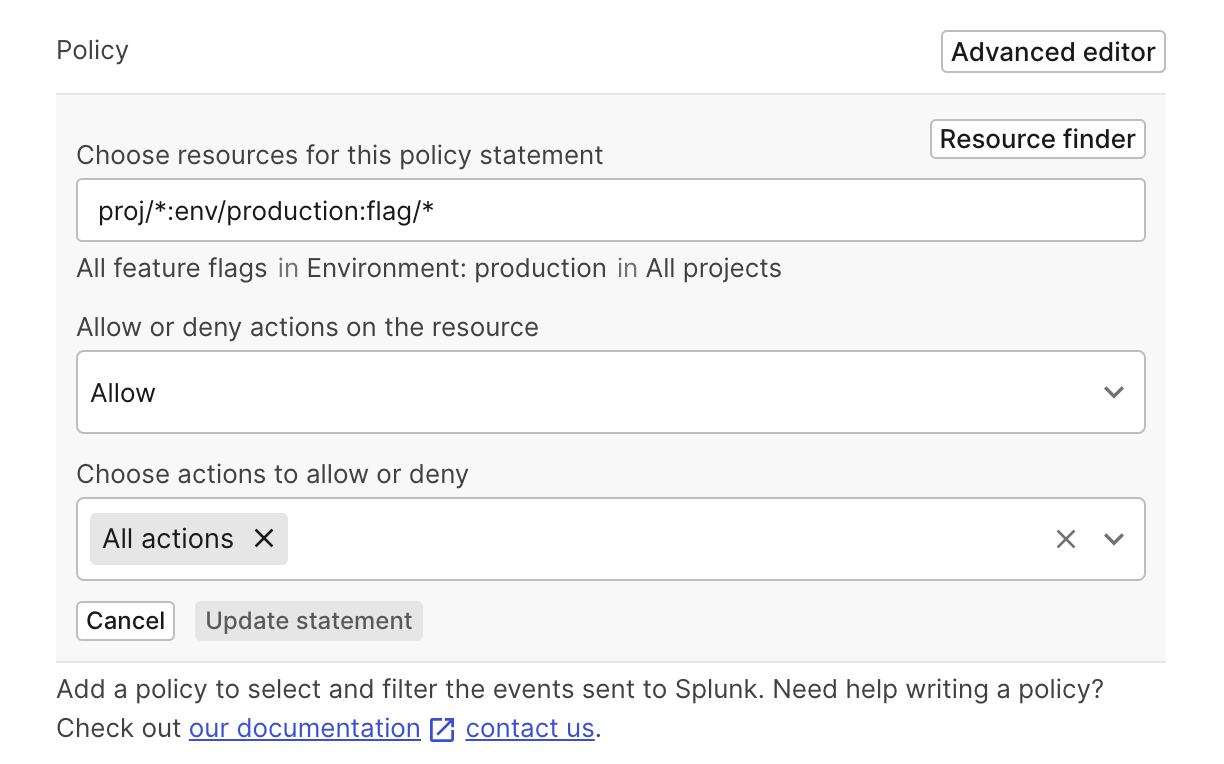 Policy
Advanced editor
Resource finder
Choose resources for this policy statement
proj/*:env/production:flag/*
All feature flags in Environment: production in All projects
Allow or deny actions on the resource
Allow
Choose actions to allow or deny
All actions
Cancel
Update statement
Add a policy to select and filter the events sent to Splunk. Need help writing a policy?
Check out our documentation contact us.